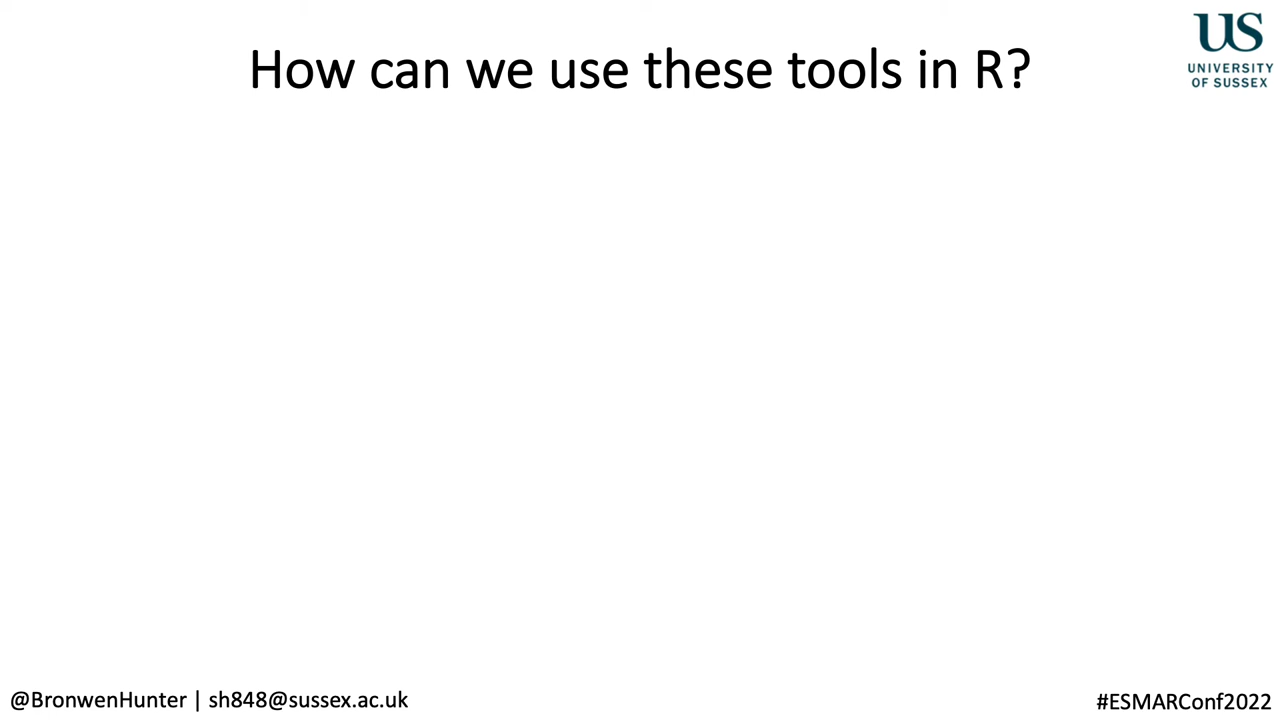 How can we use these tools in R?
US
UNIVERSITY
OF SUSSEX
@BronwenHunter | sh848@sussex.ac.uk
#ESMARConf2022